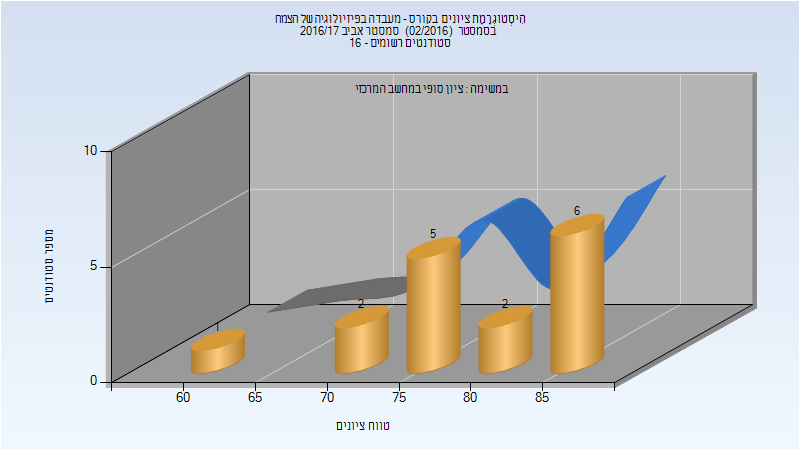 היסטוגרמת ציונים בקורס - מעבדה בפיזיולוגיה של הצמח
בסמסטר (02/2016) סמסטר אביב 2016/17
סטודנטים רשומים - 16
במשימה : ציון סופי במחשב המרכזי
מספר סטודנטים
10
5
0
1
2
5
2
6
60 65 70 75 80 85
טווח ציונים